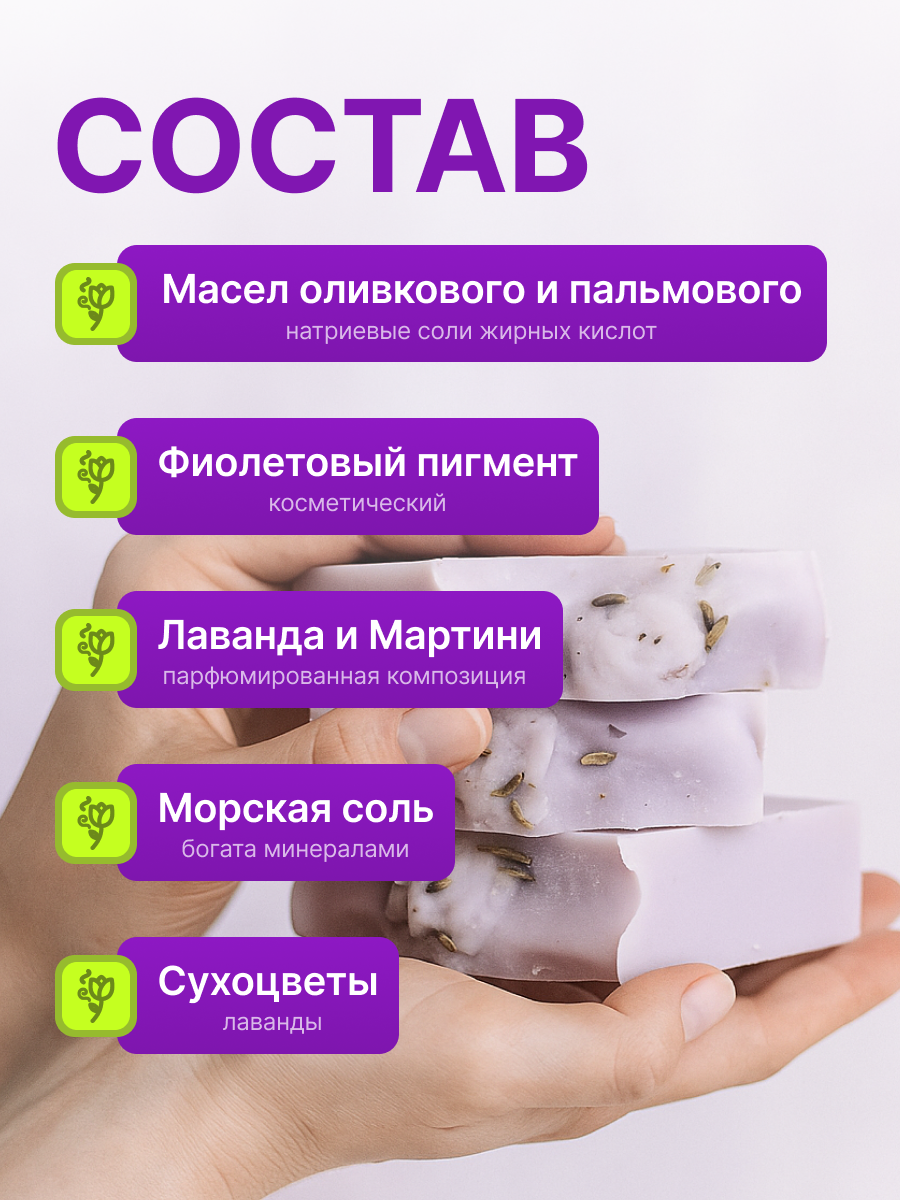 СОСТАВ
Масел оливкового и пальмового
натриевые соли жирных кислот
Фиолетовый пигмент
косметический
Лаванда и Мартини
парфюмированная композиция
Морская соль
богата минералами
Сухоцветы
лаванды